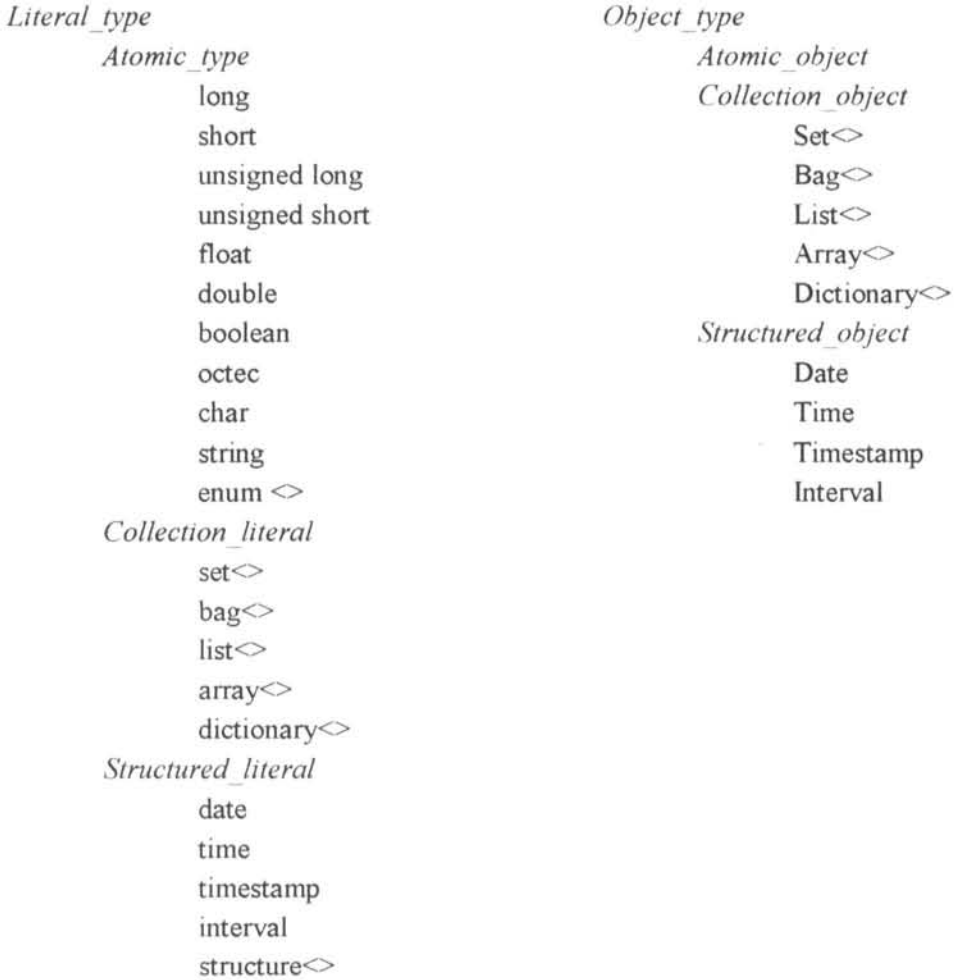 Literal_type
Atomic_type
long
short
unsigned long
unsigned short
float
double
boolean
octec
char
string
enum <>
Collection_literal
set<>
bag<>
list<>
array<>
dictionary<>
Structured_literal
date
time
timestamp
interval
structure<>
Object_type
Atomic_object
Collection_object
Set<>
Bag<>
List<>
Array<>
Dictionary<>
Structured_object
Date
Time
Timestamp
Interval